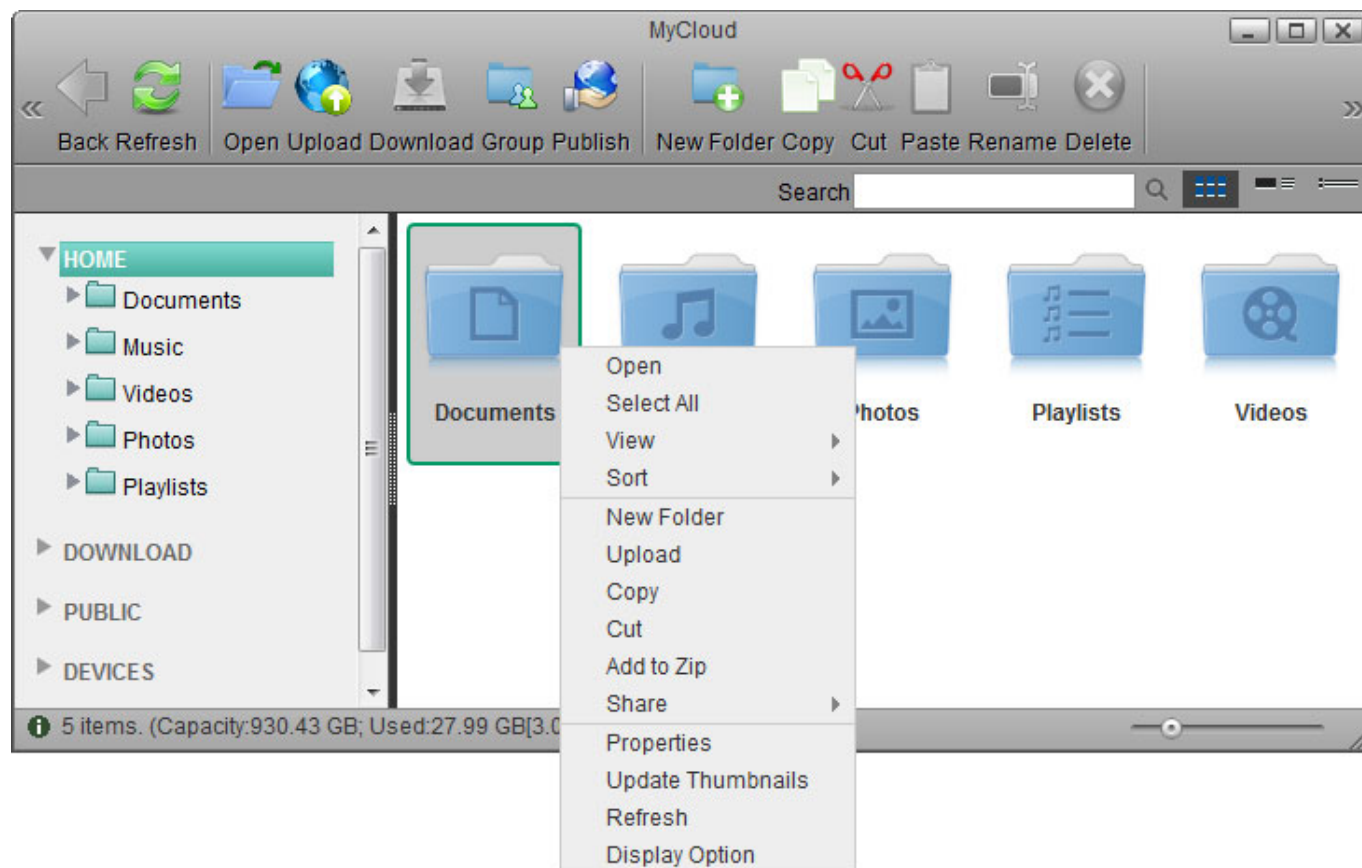 MyCloud
Back Refresh Open Upload Download Group Publish New Folder Copy Cut Paste Rename Delete
Search
HOME
Documents
Music
Videos
Photos
Playlists
DOWNLOAD
PUBLIC
DEVICES
Documents
Playlists
Videos
Open
Select All
View
Sort
New Folder
Upload
Copy
Cut
Add to Zip
Share
Properties
Update Thumbnails
Refresh
Display Option
5 items. (Capacity:930.43 GB; Used:27.99 GB[3.0